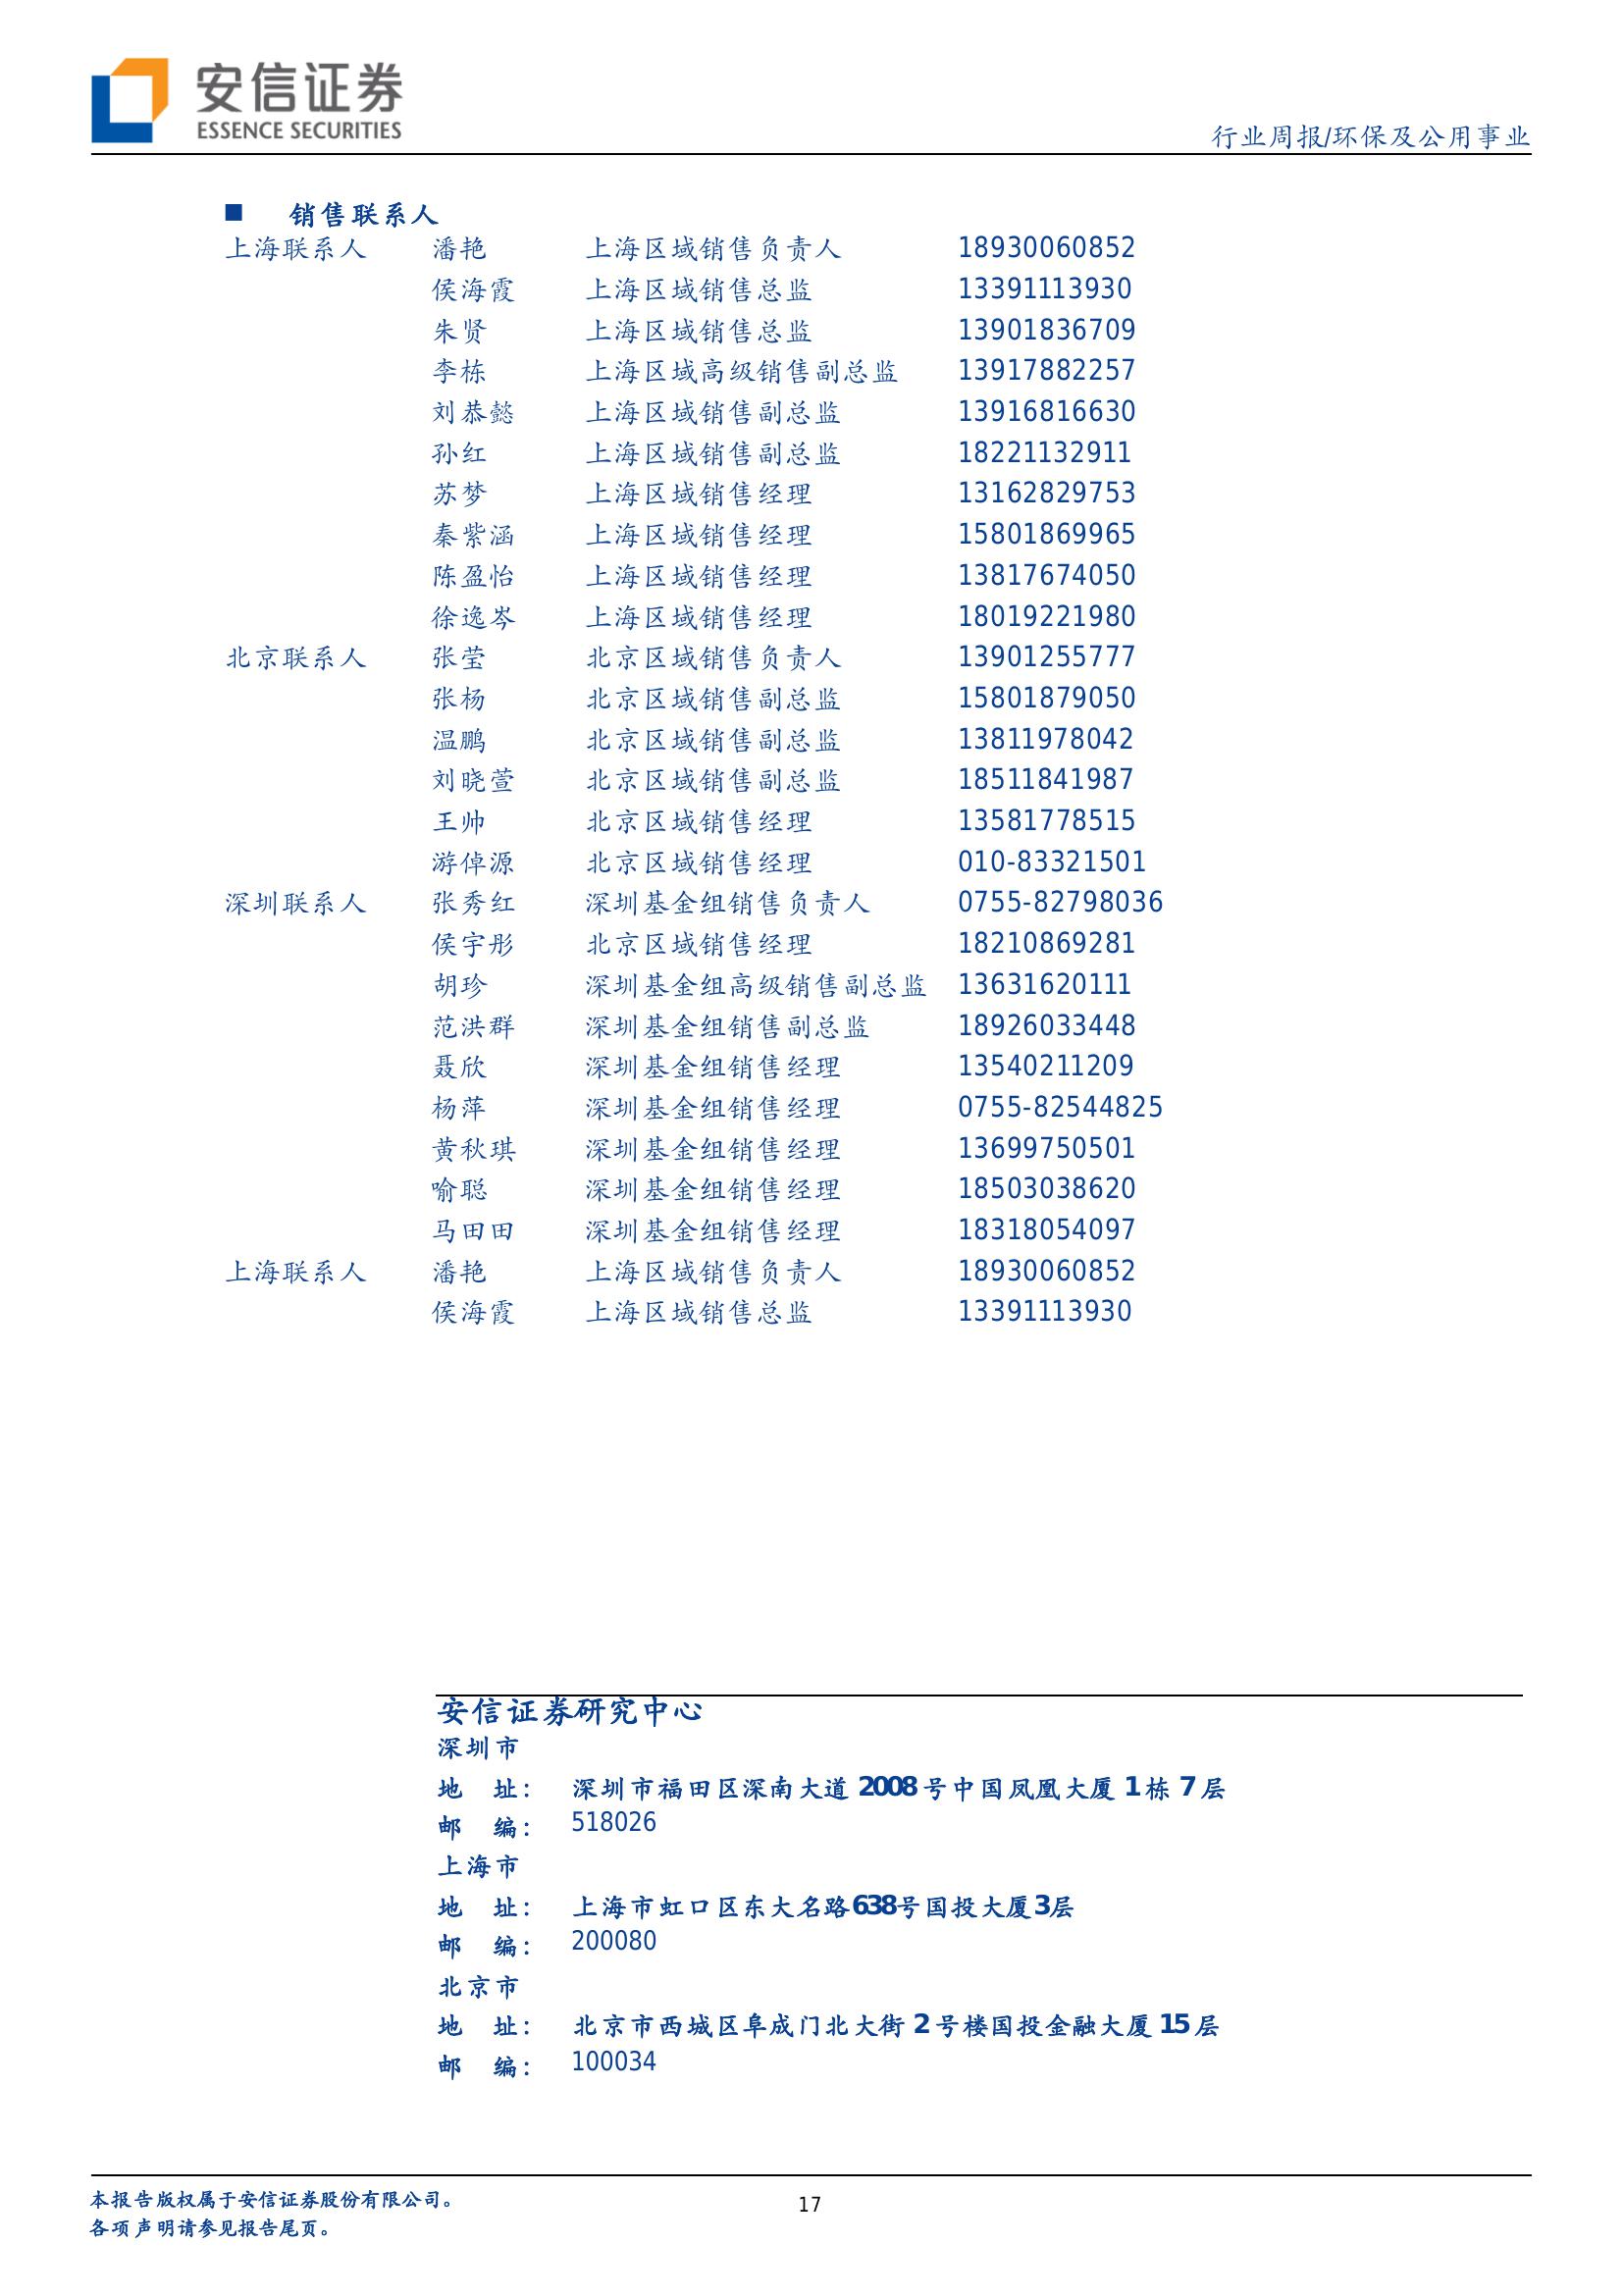 安信证券
ESSENCE SECURITIES
行业周报/环保及公用事业
■ 销售联系人
上海联系人 潘艳 上海区域销售负责人 18930060852
侯海霞 上海区域销售总监 13391113930
朱贤 上海区域销售总监 13901836709
李栋 上海区域高级销售副总监 13917882257
刘恭懿 上海区域销售副总监 13916816630
孙红 上海区域销售副总监 18221132911
苏梦 上海区域销售经理 13162829753
秦紫涵 上海区域销售经理 15801869965
陈盈怡 上海区域销售经理 13817674050
徐逸岑 上海区域销售经理 18019221980
北京联系人 张莹 北京区域销售负责人 13901255777
张杨 北京区域销售副总监 15801879050
温鹏 北京区域销售副总监 13811978042
刘晓萱 北京区域销售副总监 18511841987
王帅 北京区域销售经理 13581778515
游倬源 北京区域销售经理 010-83321501
深圳联系人 张秀红 深圳基金组销售负责人 0755-82798036
侯宇彤 北京区域销售经理 18210869281
胡珍 深圳基金组高级销售副总监 13631620111
范洪群 深圳基金组销售副总监 18926033448
聂欣 深圳基金组销售经理 13540211209
杨萍 深圳基金组销售经理 0755-82544825
黄秋琪 深圳基金组销售经理 13699750501
喻聪 深圳基金组销售经理 18503038620
马田田 深圳基金组销售经理 18318054097
上海联系人 潘艳 上海区域销售负责人 18930060852
侯海霞 上海区域销售总监 13391113930
安信证券研究中心
深圳市
地 址： 深圳市福田区深南大道 2008 号中国凤凰大厦 1 栋 7 层
邮 编： 518026
上海市
地 址： 上海市虹口区东大名路638号国投大厦3层
邮 编： 200080
北京市
地 址： 北京市西城区阜成门北大街 2 号楼国投金融大厦 15 层
邮 编： 100034
本报告版权属于安信证券股份有限公司。
17
各项声明请参见报告尾页。